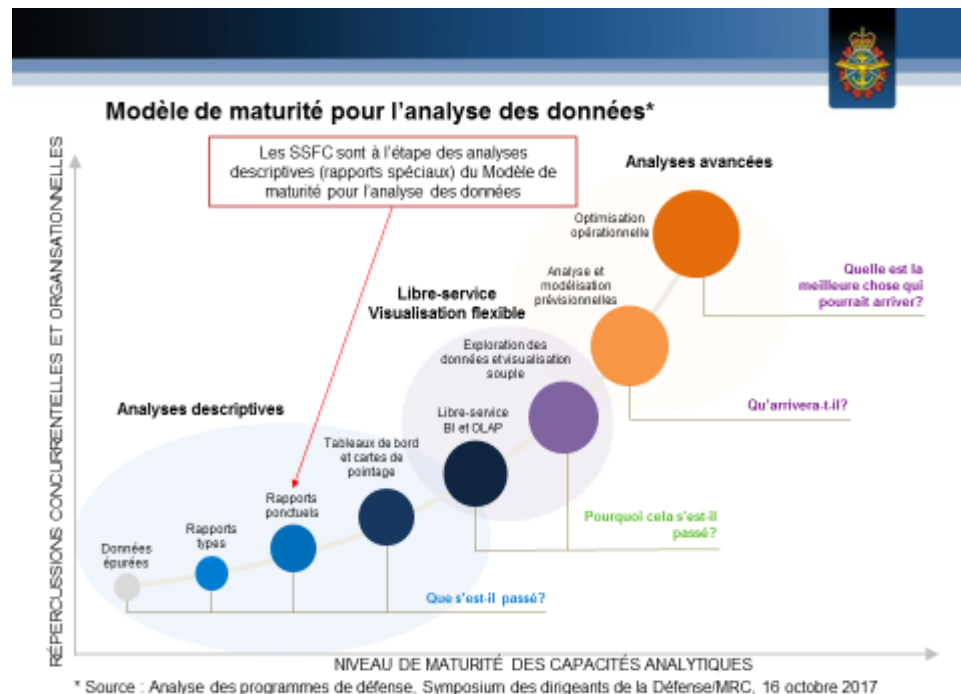 Modèle de maturité pour l'analyse des données*
Les SSFC sont à l'étape des analyses
descriptives (rapports spéciaux) du Modèle de
maturité pour l'analyse des données
Analyses avancées
Optimisation
opérationnelle
Quelle est la
meilleure chose qui
pourrait arriver?
Analyse et
modélisation
prévisionnelles
Qu'arrivera-t-il?
Libre-service
Visualisation flexible
Exploration des
données et visualisation
souple
Libre-service
BI et OLAP
Pourquoi cela s'est-il
passé?
Analyses descriptives
Tableaux de bord
et cartes de
pointage
Rapports
ponctuels
Rapports
types
Données
épurées
Que s'est-il passé?
RÉPERCUSSIONS CONCURRENTIELLES ET ORGANISATIONNELLES
NIVEAU DE MATURITÉ DES CAPACITÉS ANALYTIQUES
* Source : Analyse des programmes de défense, Symposium des dirigeants de la Défense/MRC, 16 octobre 2017